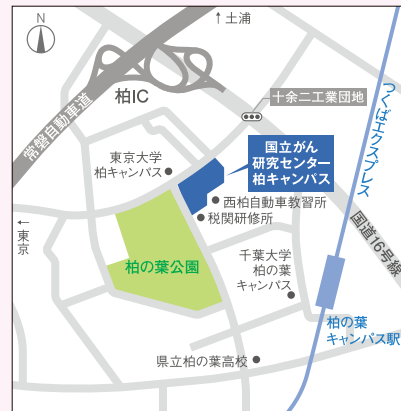 N
↑土浦
柏IC
十余二工業団地
常磐自動車道
つくばエクスプレス
東京大学
柏キャンパス
国立がん
研究センター
柏キャンパス
西柏自動車教習所
税関研修所
←
東京
国道16号線
柏の葉公園
千葉大学
柏の葉
キャンパス
柏の葉
キャンパス駅
県立柏の葉高校